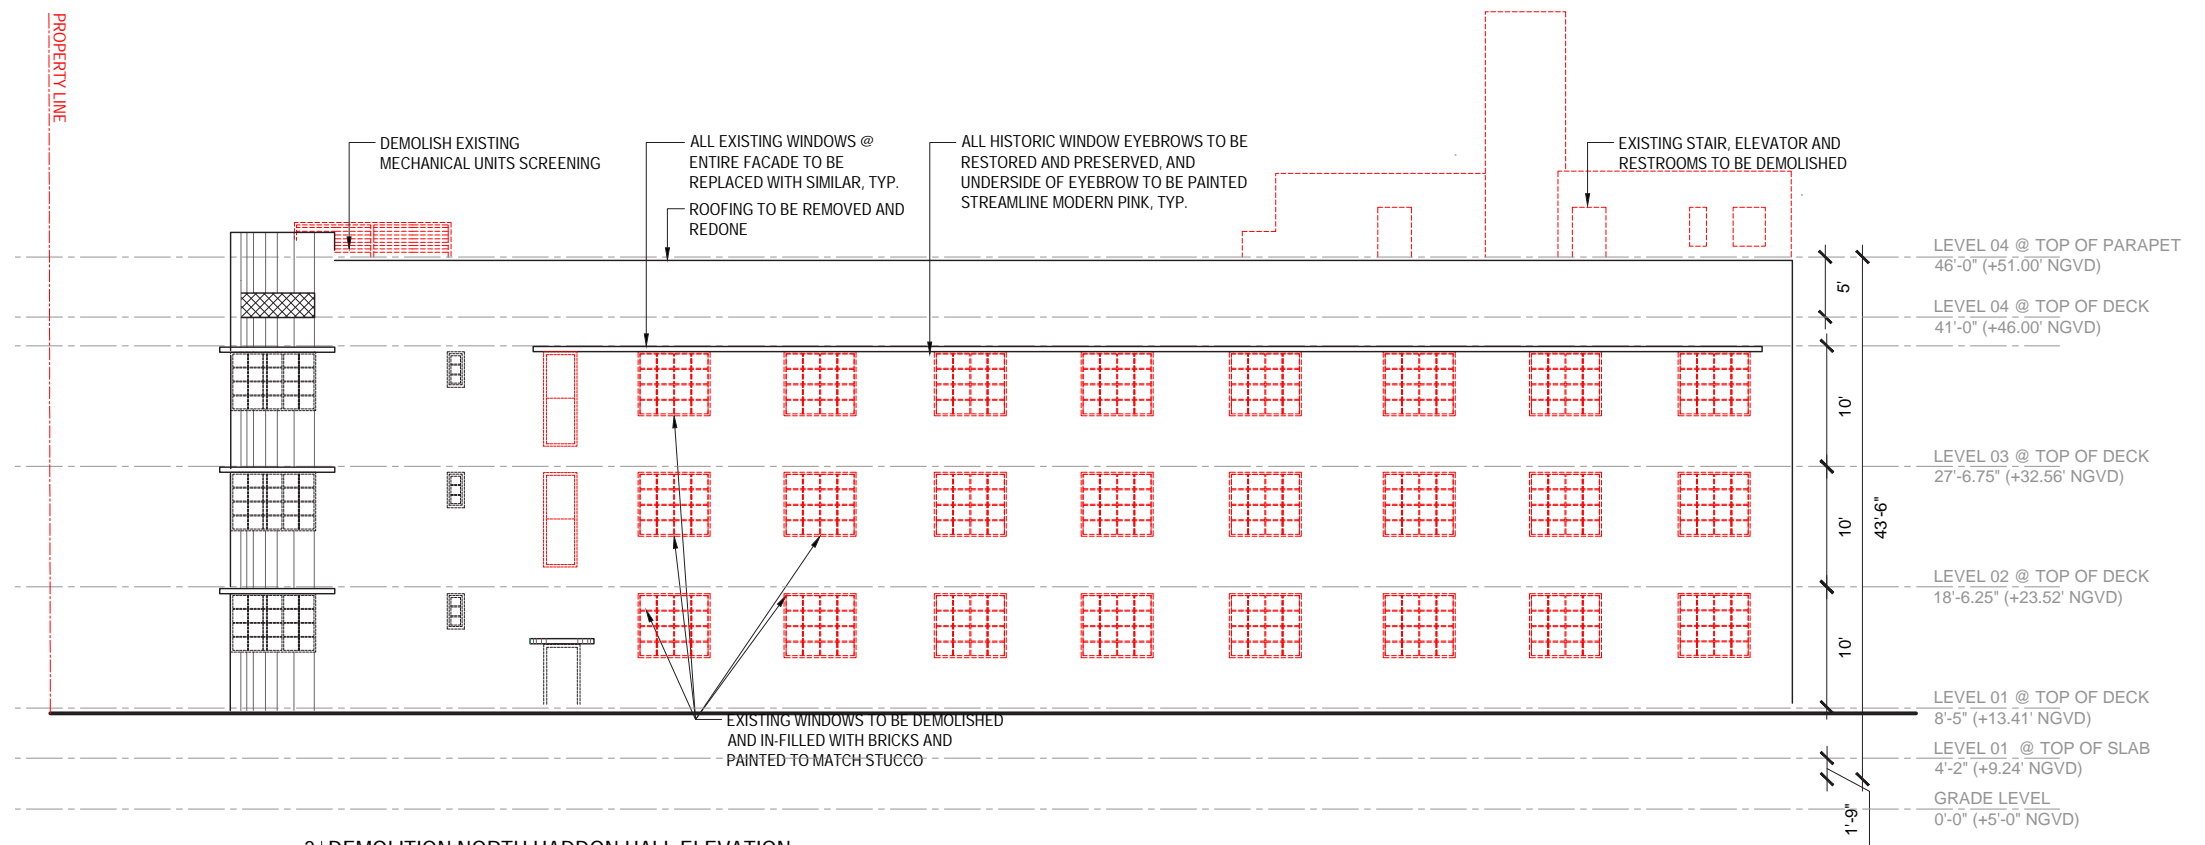 PROPERTY LINE
DEMOLISH EXISTING
MECHANICAL UNITS SCREENING
ALL EXISTING WINDOWS @
ENTIRE FACADE TO BE
REPLACED WITH SIMILAR, TYP.
ROOFING TO BE REMOVED AND
REDONE
ALL HISTORIC WINDOW EYEBROWS TO BE
RESTORED AND PRESERVED, AND
UNDERSIDE OF EYEBROW TO BE PAINTED
STREAMLINE MODERN PINK, TYP.
EXISTING STAIR, ELEVATOR AND
RESTROOMS TO BE DEMOLISHED
LEVEL 04 @ TOP OF PARAPET
46'-0" (+51.00' NGVD)
5'
LEVEL 04 @ TOP OF DECK
41'-0" (+46.00' NGVD)
10'
LEVEL 03 @ TOP OF DECK
27'-6.75" (+32.56' NGVD)
10'
43'-6"
LEVEL 02 @ TOP OF DECK
18'-6.25" (+23.52' NGVD)
10'
LEVEL 01 @ TOP OF DECK
8'-5" (+13.41' NGVD)
EXISTING WINDOWS TO BE DEMOLISHED
AND IN-FILLED WITH BRICKS AND
PAINTED TO MATCH STUCCO
LEVEL 01 @ TOP OF SLAB
4'-2" (+9.24' NGVD)
GRADE LEVEL
0'-0" (+5'-0" NGVD)
1'-9"
DEMOLITION NORTH HADDON HALL ELEVATION